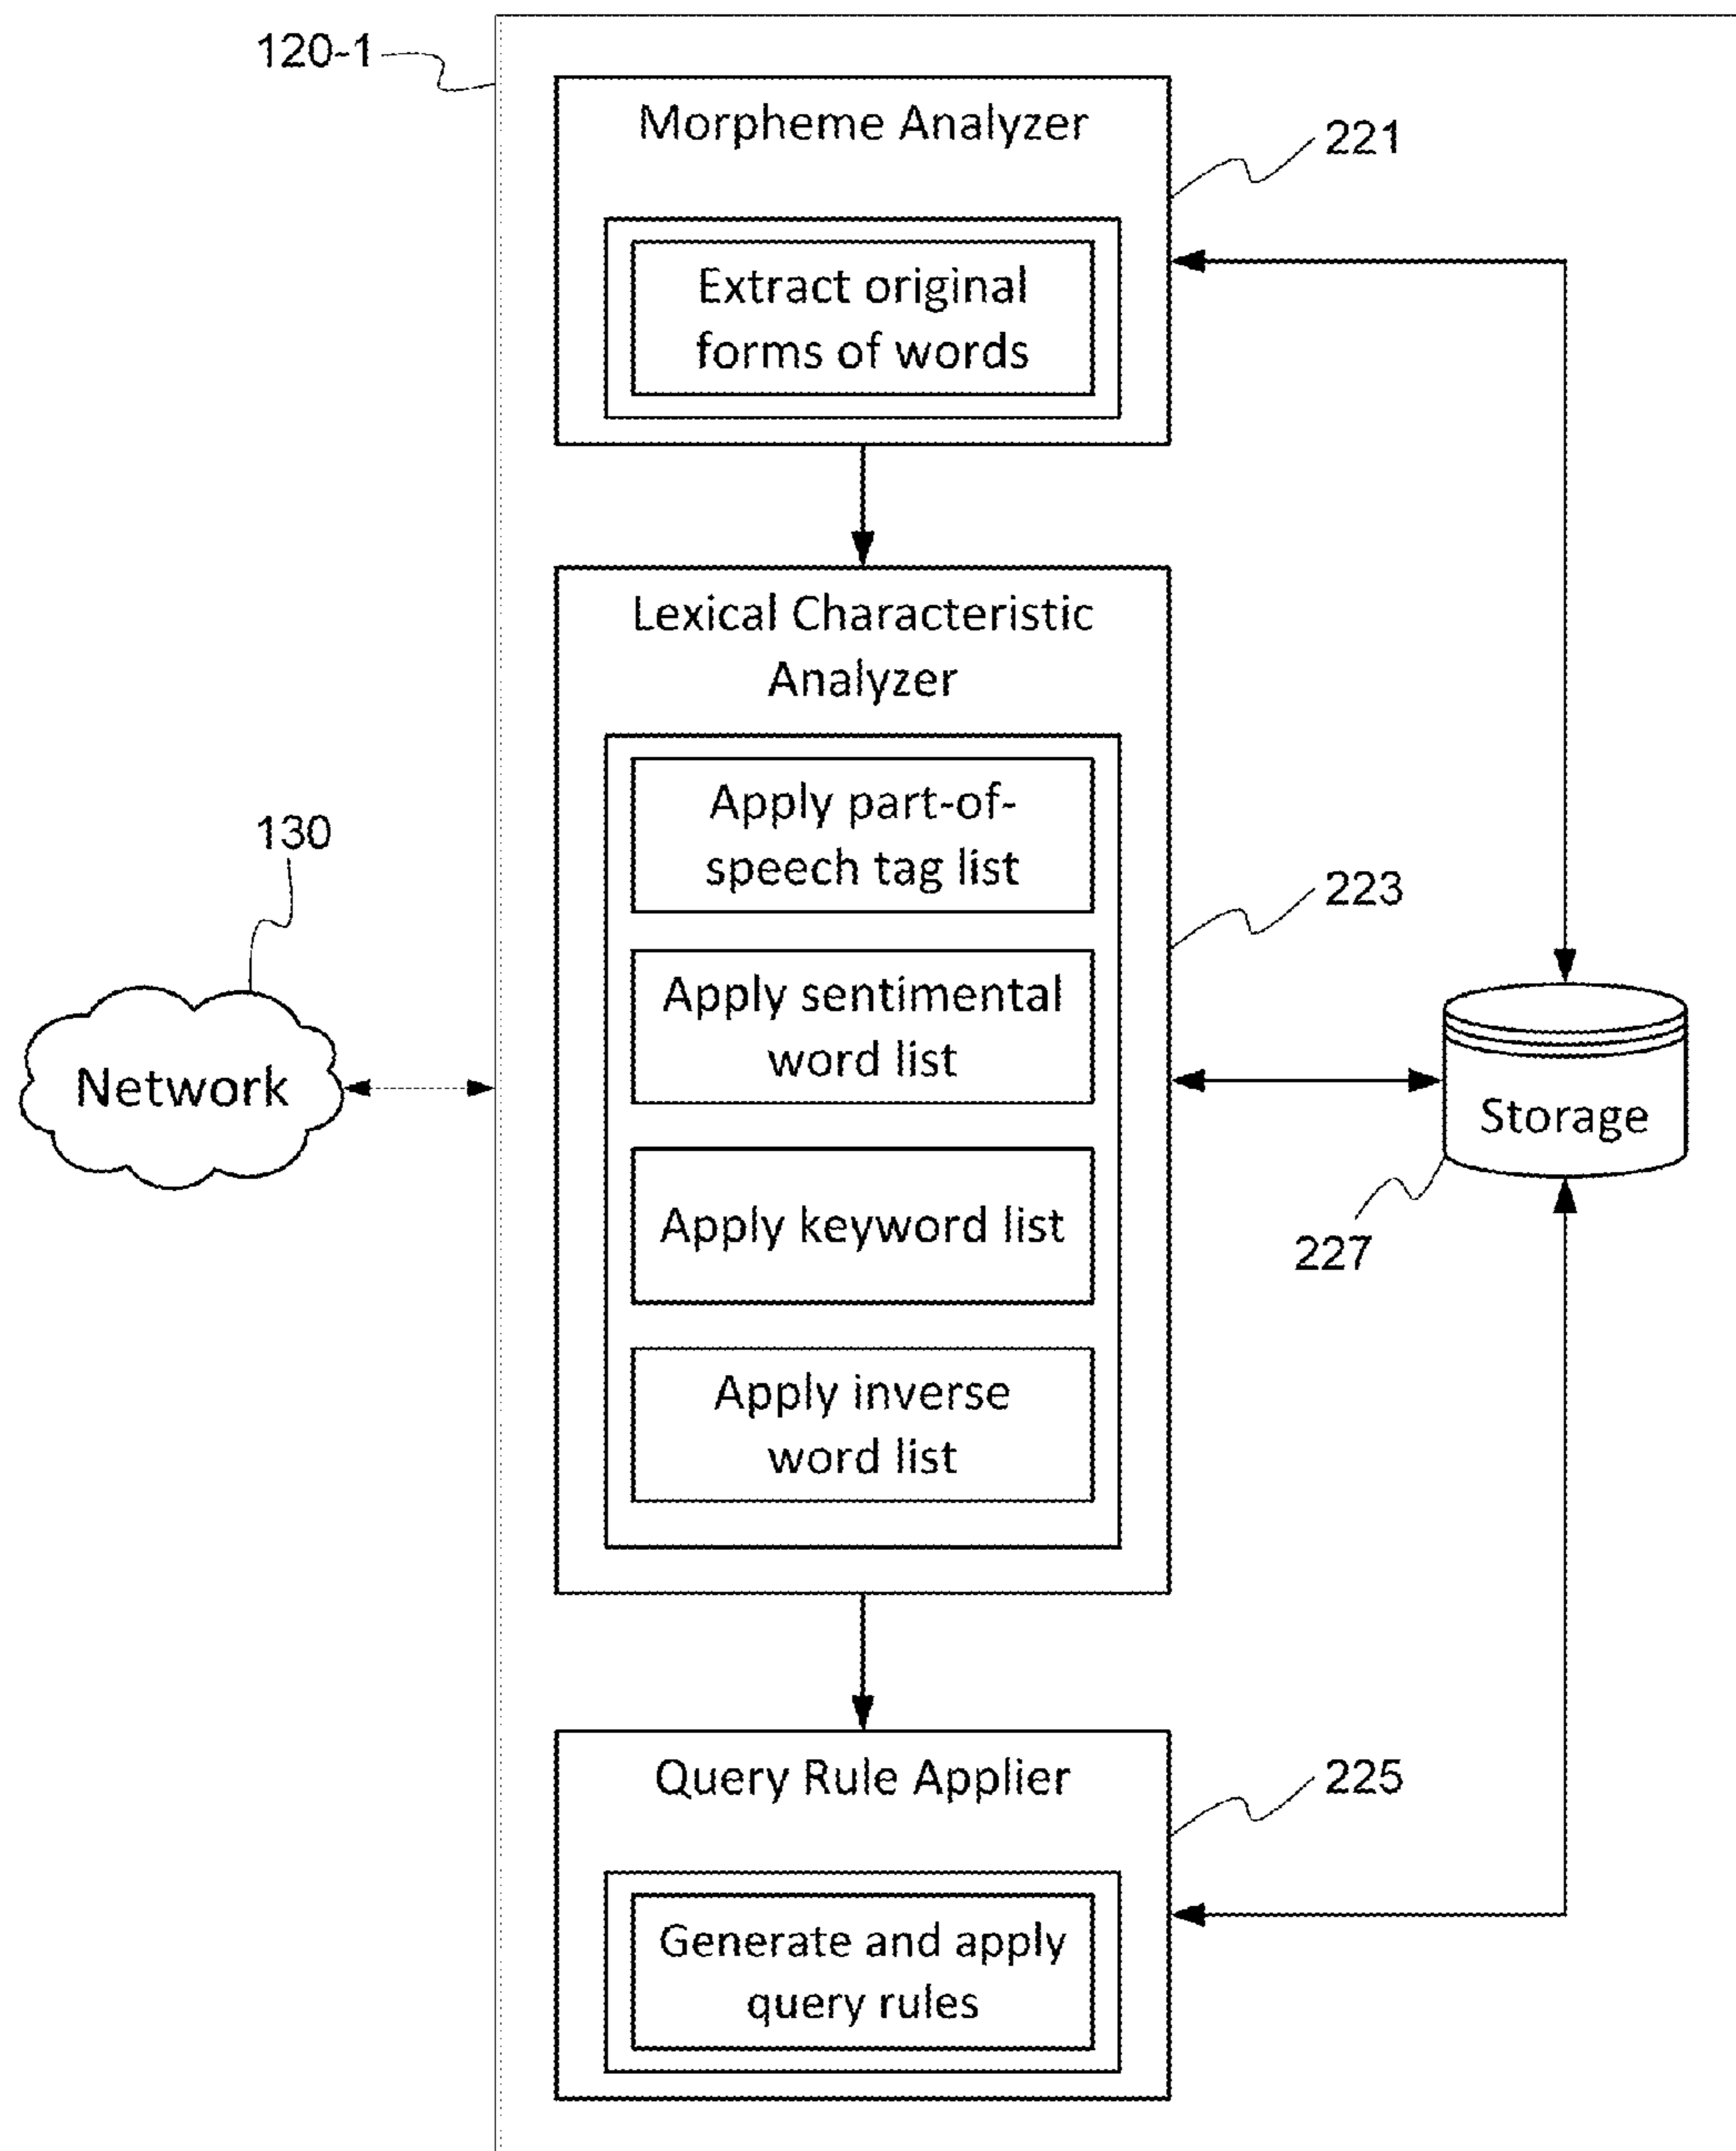 120-1
Morpheme Analyzer
221
Extract original
forms of words
Lexical Characteristic
Analyzer
Apply part-of-
speech tag list
130
223
Apply sentimental
word list
Network
Storage
Apply keyword list
227
Apply inverse
word list
Query Rule Applier
225
Generate and apply
query rules